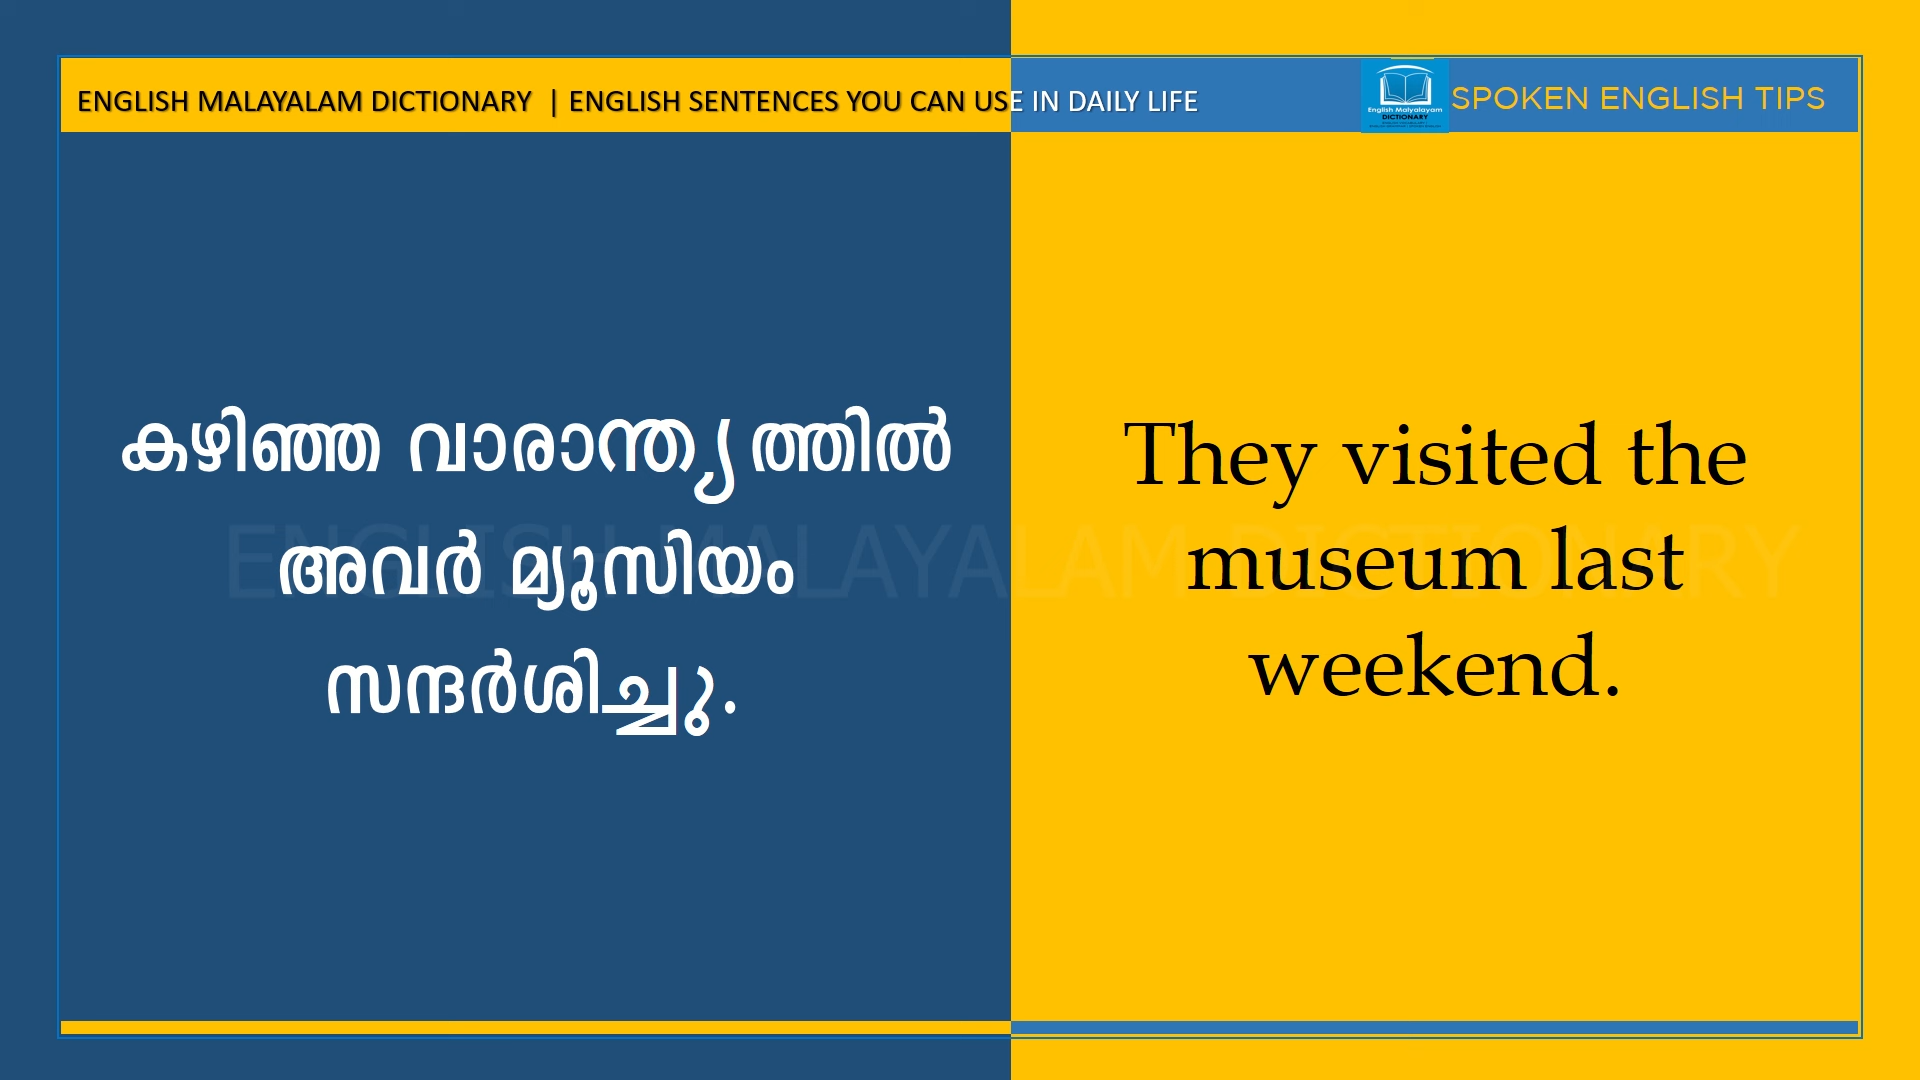 ENGLISH MALAYALAM DICTIONARY | ENGLISH SENTENCES YOU CAN USE IN DAILY LIFE
English Malyalayam
DICTIONARY
SPOKEN ENGLISH TIPS
കഴിഞ്ഞ വാരാന്ത്യത്തിൽ
അവർ മ്യൂസിയം
സന്ദർശിച്ചു.
They visited the
museum last
weekend.
ENGLISH MALAYALAM DICTIONARY